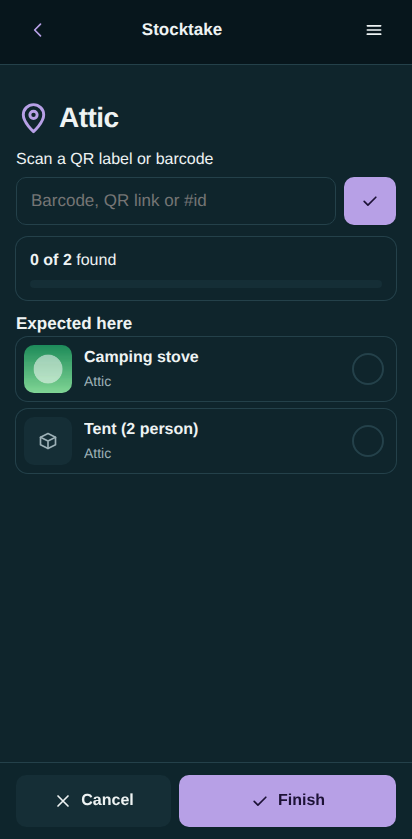 Stocktake
Attic
Scan a QR label or barcode
Barcode, QR link or #id
0 of 2 found
Expected here
Camping stove
Attic
Tent (2 person)
Attic
Cancel
Finish